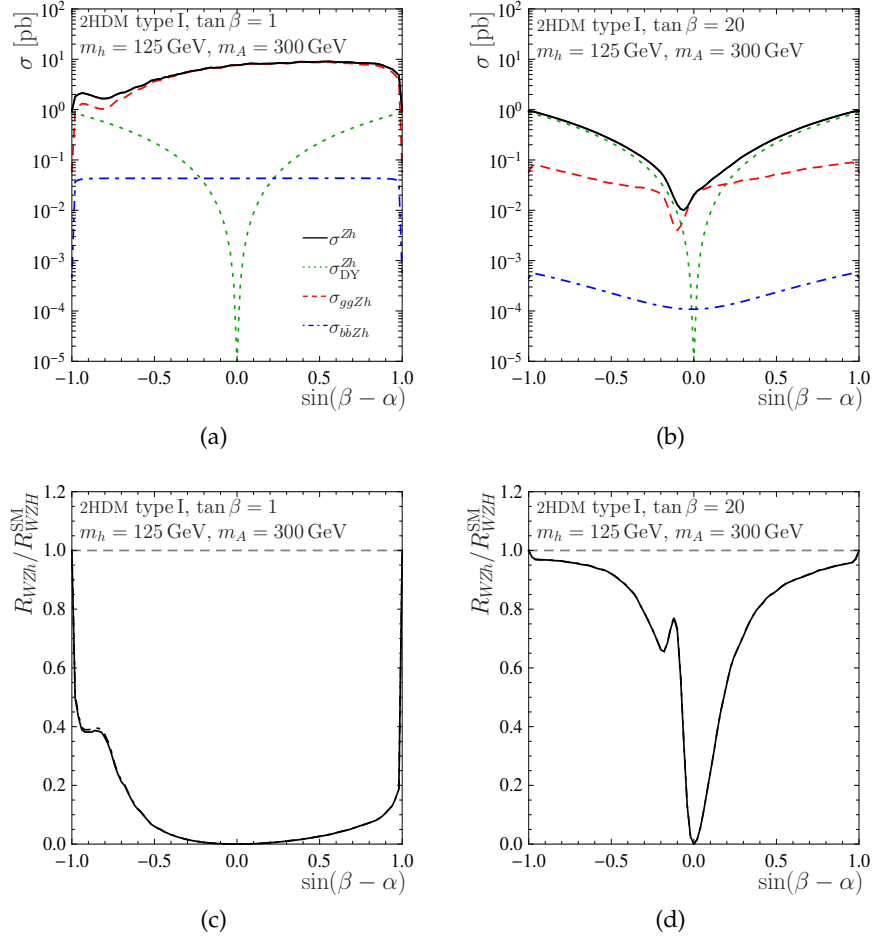 2HDM type I, tan β = 1
m_h = 125 GeV, m_A = 300 GeV
σ [pb]
10^2
10^1
10^0
10^-1
10^-2
10^-3
10^-4
10^-5
σ^{Zh}
σ^{Zh}_{DY}
σ_{ggZh}
σ_{bb̄Zh}
−1.0 −0.5 0.0 0.5 1.0
sin(β − α)
(a)
2HDM type I, tan β = 20
m_h = 125 GeV, m_A = 300 GeV
σ [pb]
10^2
10^1
10^0
10^-1
10^-2
10^-3
10^-4
10^-5
−1.0 −0.5 0.0 0.5 1.0
sin(β − α)
(b)
2HDM type I, tan β = 1
m_h = 125 GeV, m_A = 300 GeV
R_{WZh}/R^{SM}_{WZH}
1.2
1.0
0.8
0.6
0.4
0.2
0.0
−1.0 −0.5 0.0 0.5 1.0
sin(β − α)
(c)
2HDM type I, tan β = 20
m_h = 125 GeV, m_A = 300 GeV
R_{WZh}/R^{SM}_{WZH}
1.2
1.0
0.8
0.6
0.4
0.2
0.0
−1.0 −0.5 0.0 0.5 1.0
sin(β − α)
(d)